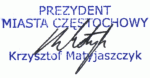 PREZYDENT
MIASTA CZĘSTOCHOWY
Krzysztof Matyjaszczyk